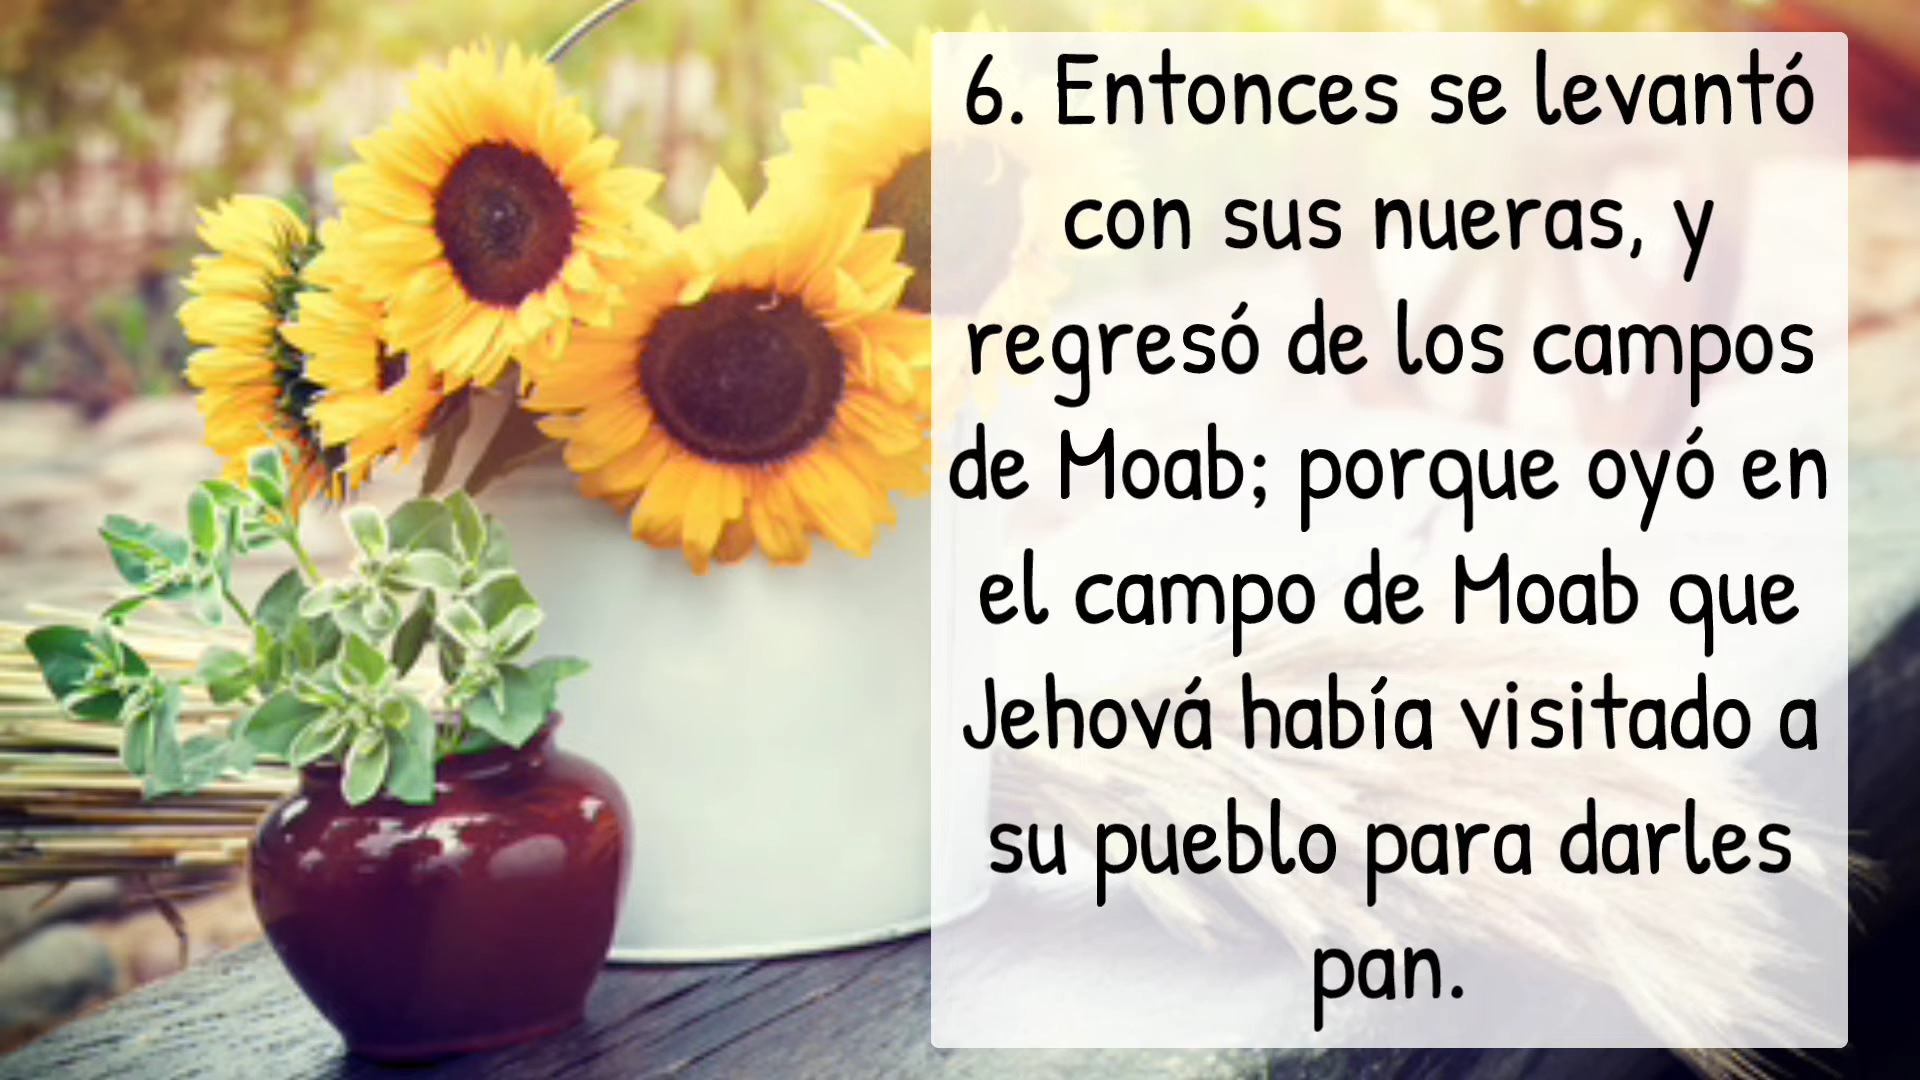 6. Entonces se levantó
con sus nueras, y
regresó de los campos
de Moab; porque oyó en
el campo de Moab que
Jehová había visitado a
su pueblo para darles
pan.